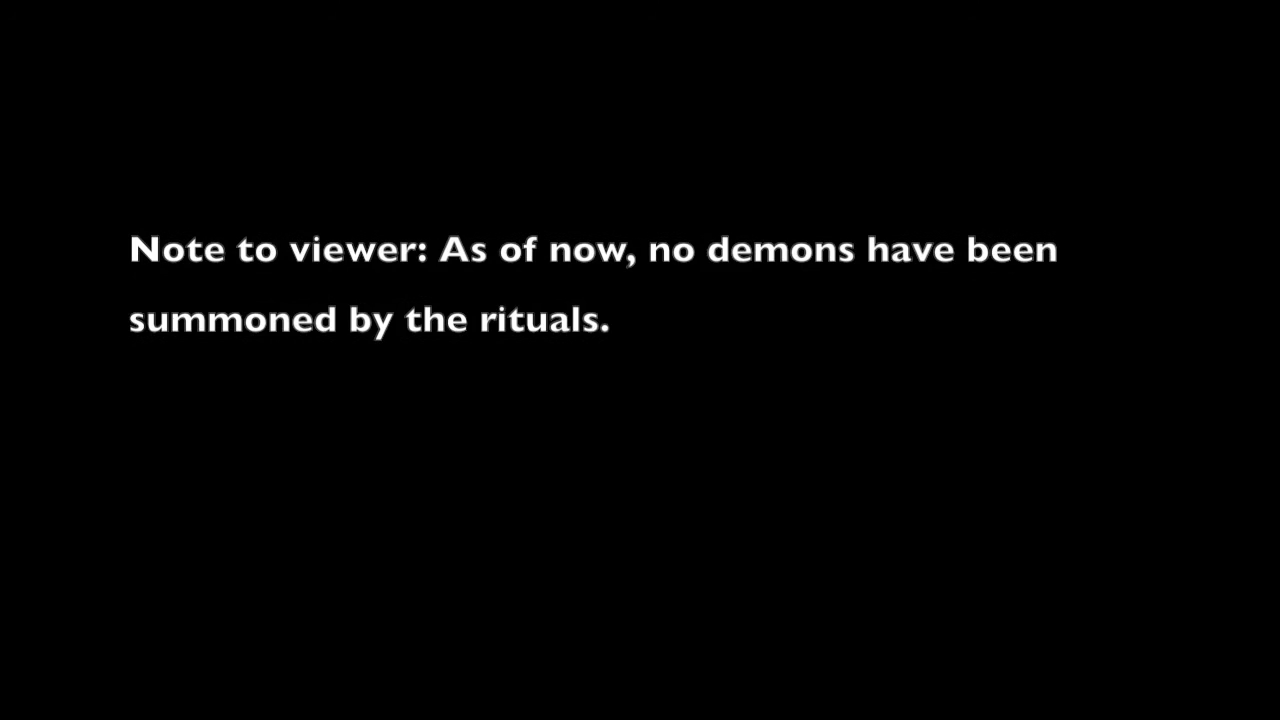 Note to viewer: As of now, no demons have been
summoned by the rituals.